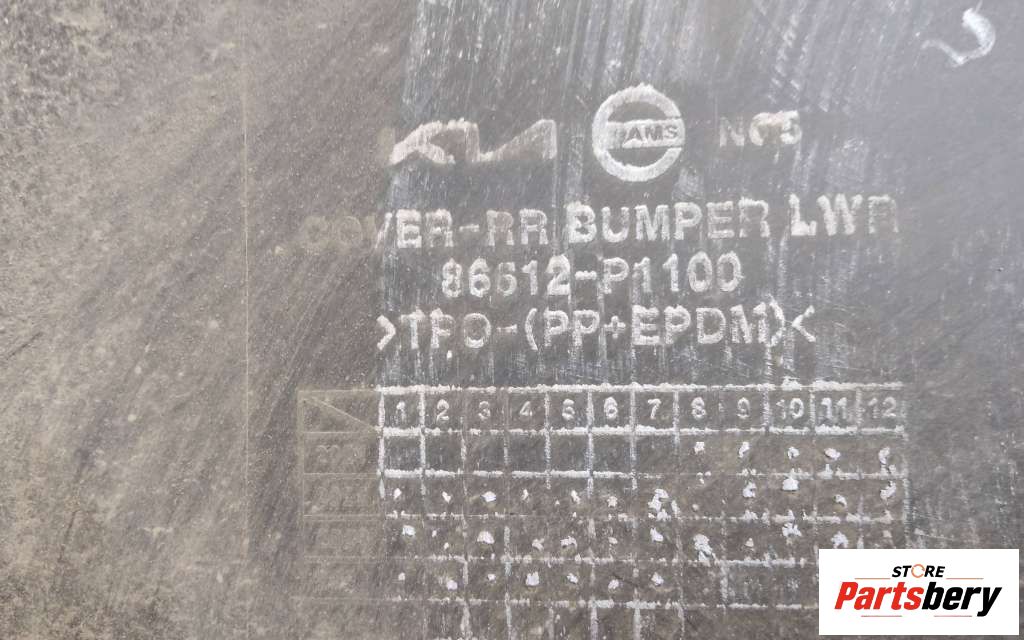 KIA HAMS NQ5
COVER-RR BUMPER LWR
86612-P1100
>TPO-(PP+EPDM)<
1 2 3 4 5 6 7 8 9 10 11 12
STORE
Partsbery